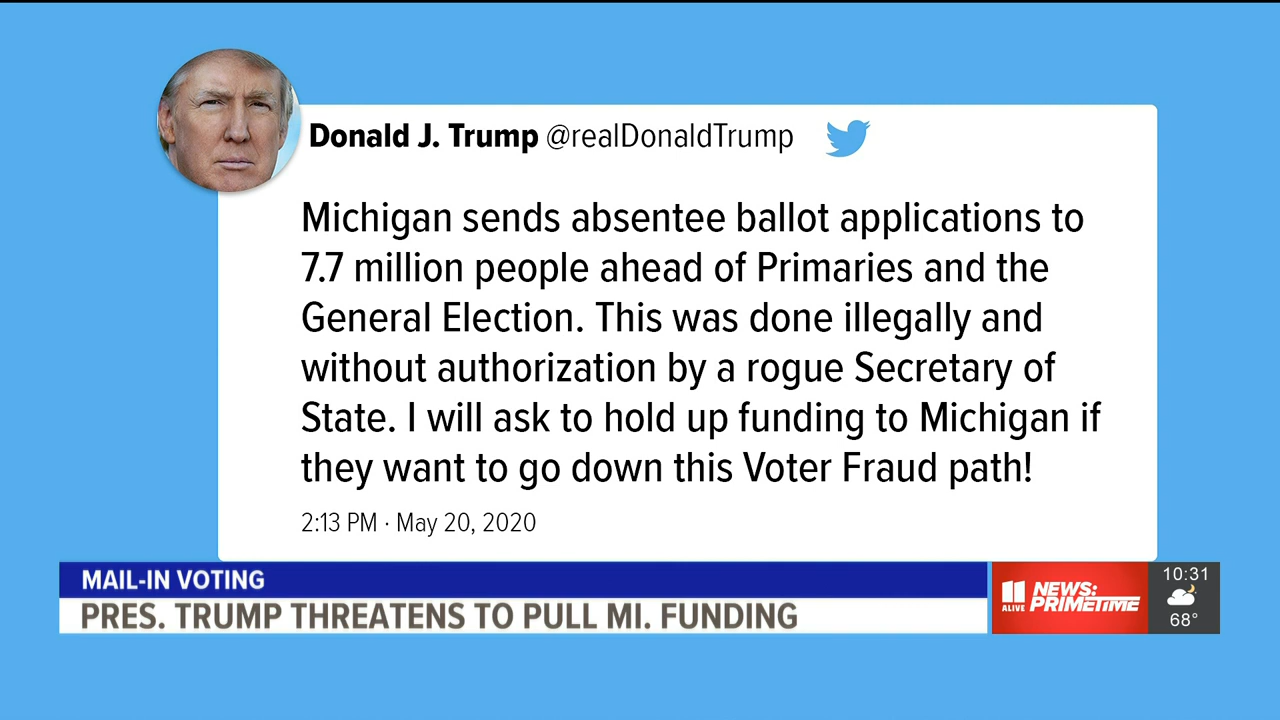 Donald J. Trump @realDonaldTrump
Michigan sends absentee ballot applications to
7.7 million people ahead of Primaries and the
General Election. This was done illegally and
without authorization by a rogue Secretary of
State. I will ask to hold up funding to Michigan if
they want to go down this Voter Fraud path!
2:13 PM · May 20, 2020
MAIL-IN VOTING
PRES. TRUMP THREATENS TO PULL MI. FUNDING
11 ALIVE NEWS: PRIMETIME
10:31
68°